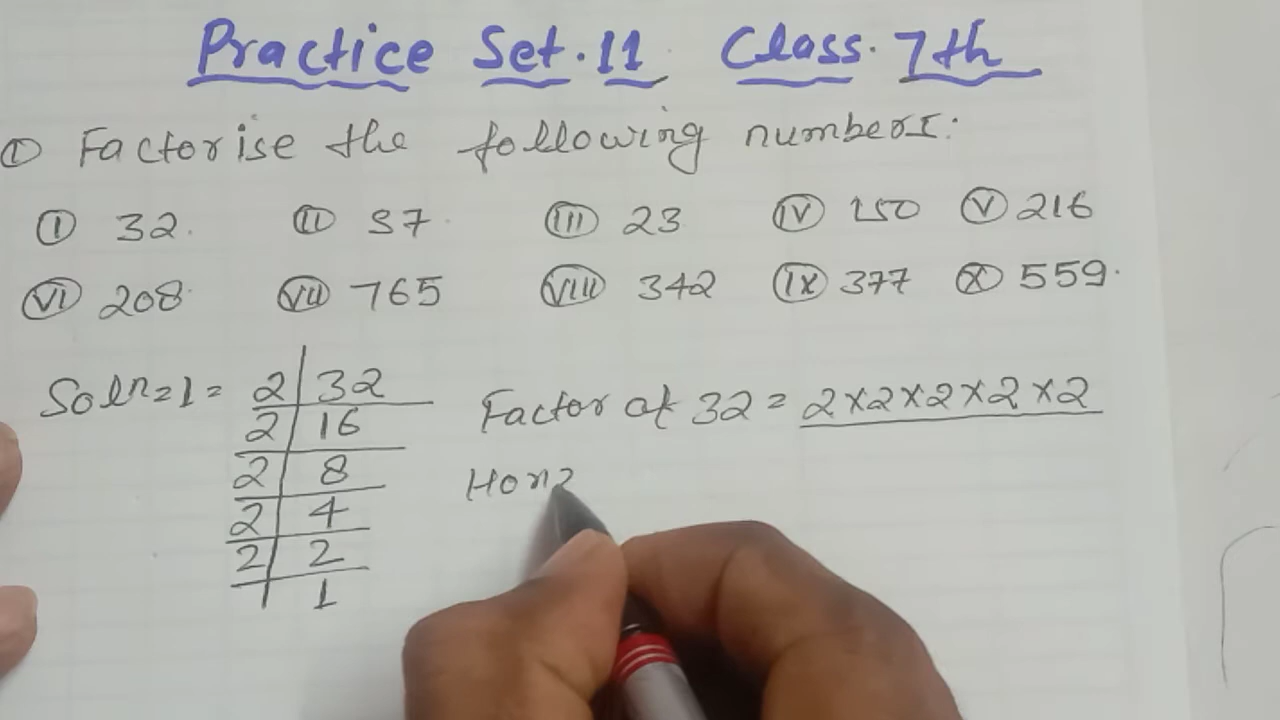 Practice Set.11 Class.7th
① Factorise the following numbers:
Ⓘ 32. Ⓘⓘ 37. Ⓘⓘⓘ 23 ⒾⓋ 150 Ⓥ 216
ⓋⒾ 208 ⓋⒾⒾ 765 ⓋⒾⒾⒾ 342 ⒾⓍ 377 Ⓧ 559.
Soln=1= 2 32
2 16
2 8
2 4
2 2
1
Factor of 32 = 2×2×2×2×2